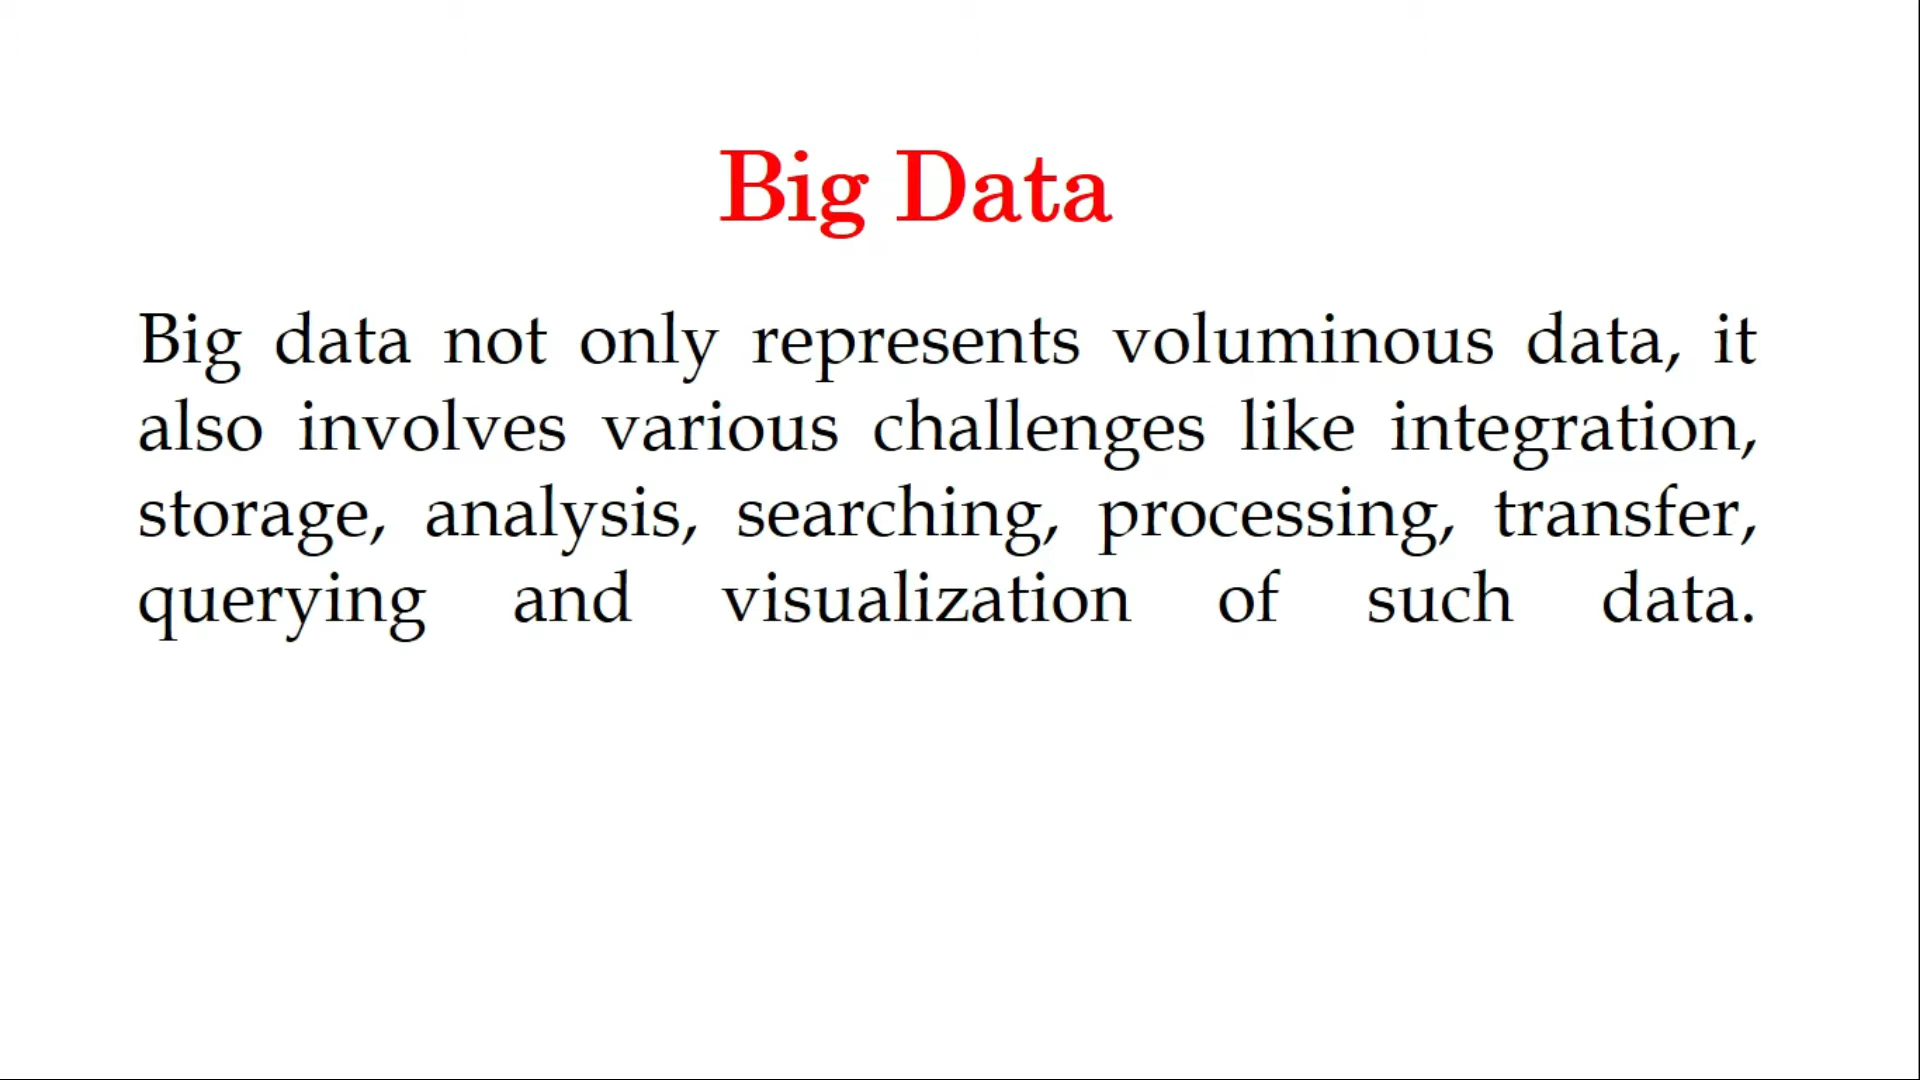 Big Data
Big data not only represents voluminous data, it
also involves various challenges like integration,
storage, analysis, searching, processing, transfer,
querying and visualization of such data.